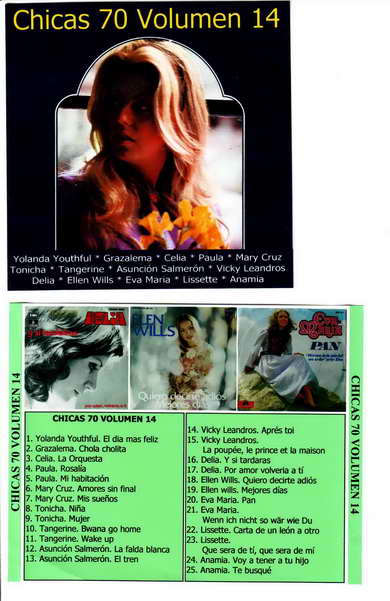 Chicas 70 Volumen 14
Yolanda Youthful * Grazalema * Celia * Paula * Mary Cruz
Tonicha * Tangerine * Asunción Salmerón * Vicky Leandros
Delia * Ellen Wills * Eva Maria * Lissette * Anamia
CHICAS 70 VOLUMEN 14
ELLEN
WILLS
Quiero decirte adiós
Mejores días
Eva
Maria
PAN
CHICAS 70 VOLUMEN 14
1. Yolanda Youthful. El dia mas feliz
2. Grazalema. Chola cholita
3. Celia. La Orquesta
4. Paula. Rosalía
5. Paula. Mi habitación
6. Mary Cruz. Amores sin final
7. Mary Cruz. Mis sueños
8. Tonicha. Niña
9. Tonicha. Mujer
10. Tangerine. Bwana go home
11. Tangerine. Wake up
12. Asunción Salmerón. La falda blanca
13. Asunción Salmerón. El tren
14. Vicky Leandros. Aprés toi
15. Vicky Leandros.
La poupée, le prince et la maison
16. Delia. Y si tardaras
17. Delia. Por amor volveria a tí
18. Ellen Wills. Quiero decirte adiós
19. Ellen wills. Mejores días
20. Eva Maria. Pan
21. Eva Maria.
Wenn ich nicht so wär wie Du
22. Lissette. Carta de un león a otro
23. Lissette.
Que sera de tí, que sera de mí
24. Anamia. Voy a tener a tu hijo
25. Anamia. Te busqué
CHICAS 70 VOLUMEN 14